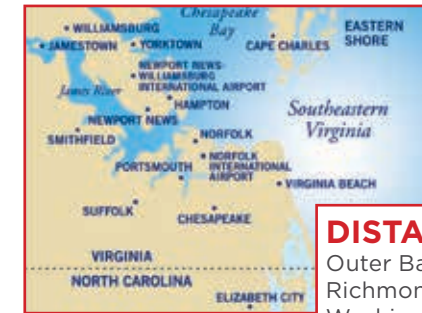 Chesapeake
Bay
WILLIAMSBURG
EASTERN
SHORE
JAMESTOWN
YORKTOWN
CAPE CHARLES
NEWPORT NEWS-
WILLIAMSBURG
INTERNATIONAL AIRPORT
James River
HAMPTON
Southeastern
Virginia
NEWPORT NEWS
SMITHFIELD
NORFOLK
PORTSMOUTH
NORFOLK
INTERNATIONAL
AIRPORT
VIRGINIA BEACH
SUFFOLK
CHESAPEAKE
DISTA
Outer Ba
Richmon
VIRGINIA
NORTH CAROLINA
ELIZABETH CITY